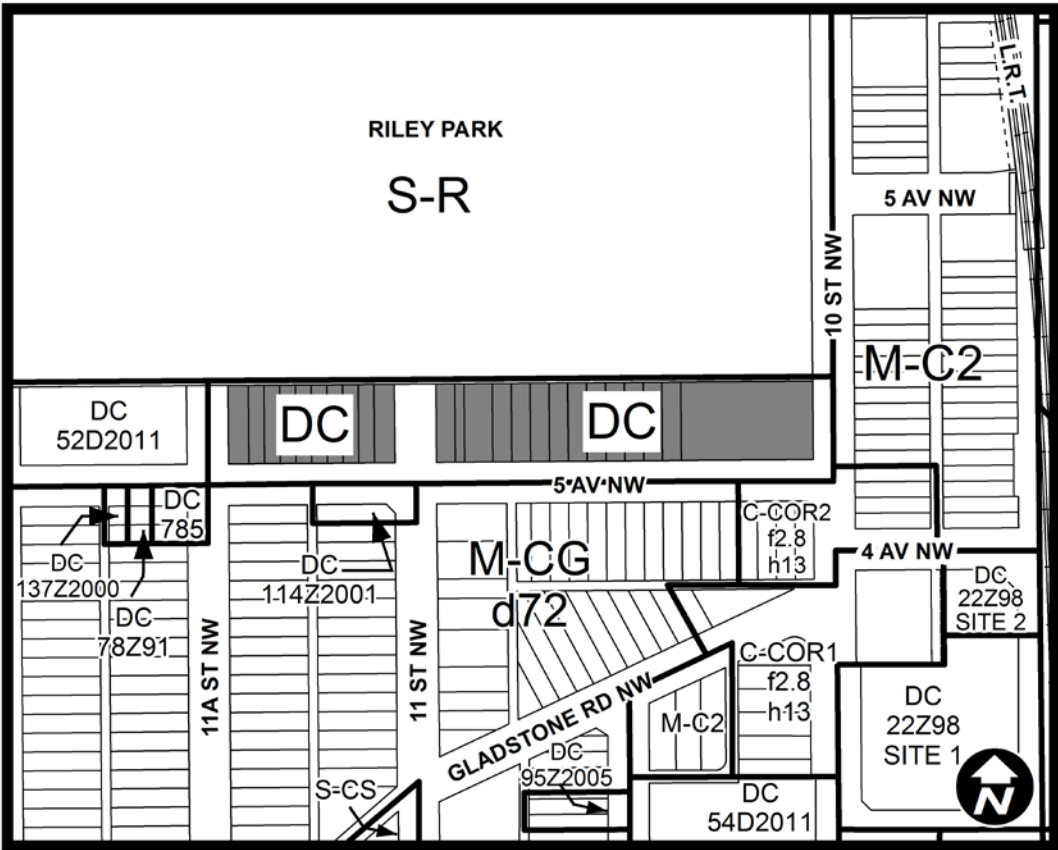 RILEY PARK
S-R
L.R.T.
5 AV NW
10 ST NW
M-C2
DC
52D2011
DC
DC
5 AV NW
DC
785
DC
137Z2000
DC
78Z91
DC
114Z2001
M-CG
d72
C-COR2
f2.8
h13
4 AV NW
DC
22Z98
SITE 2
11A ST NW
11 ST NW
GLADSTONE RD NW
C-COR1
f2.8
h13
M-C2
DC
22Z98
SITE 1
DC
95Z2005
S-CS
DC
54D2011
N